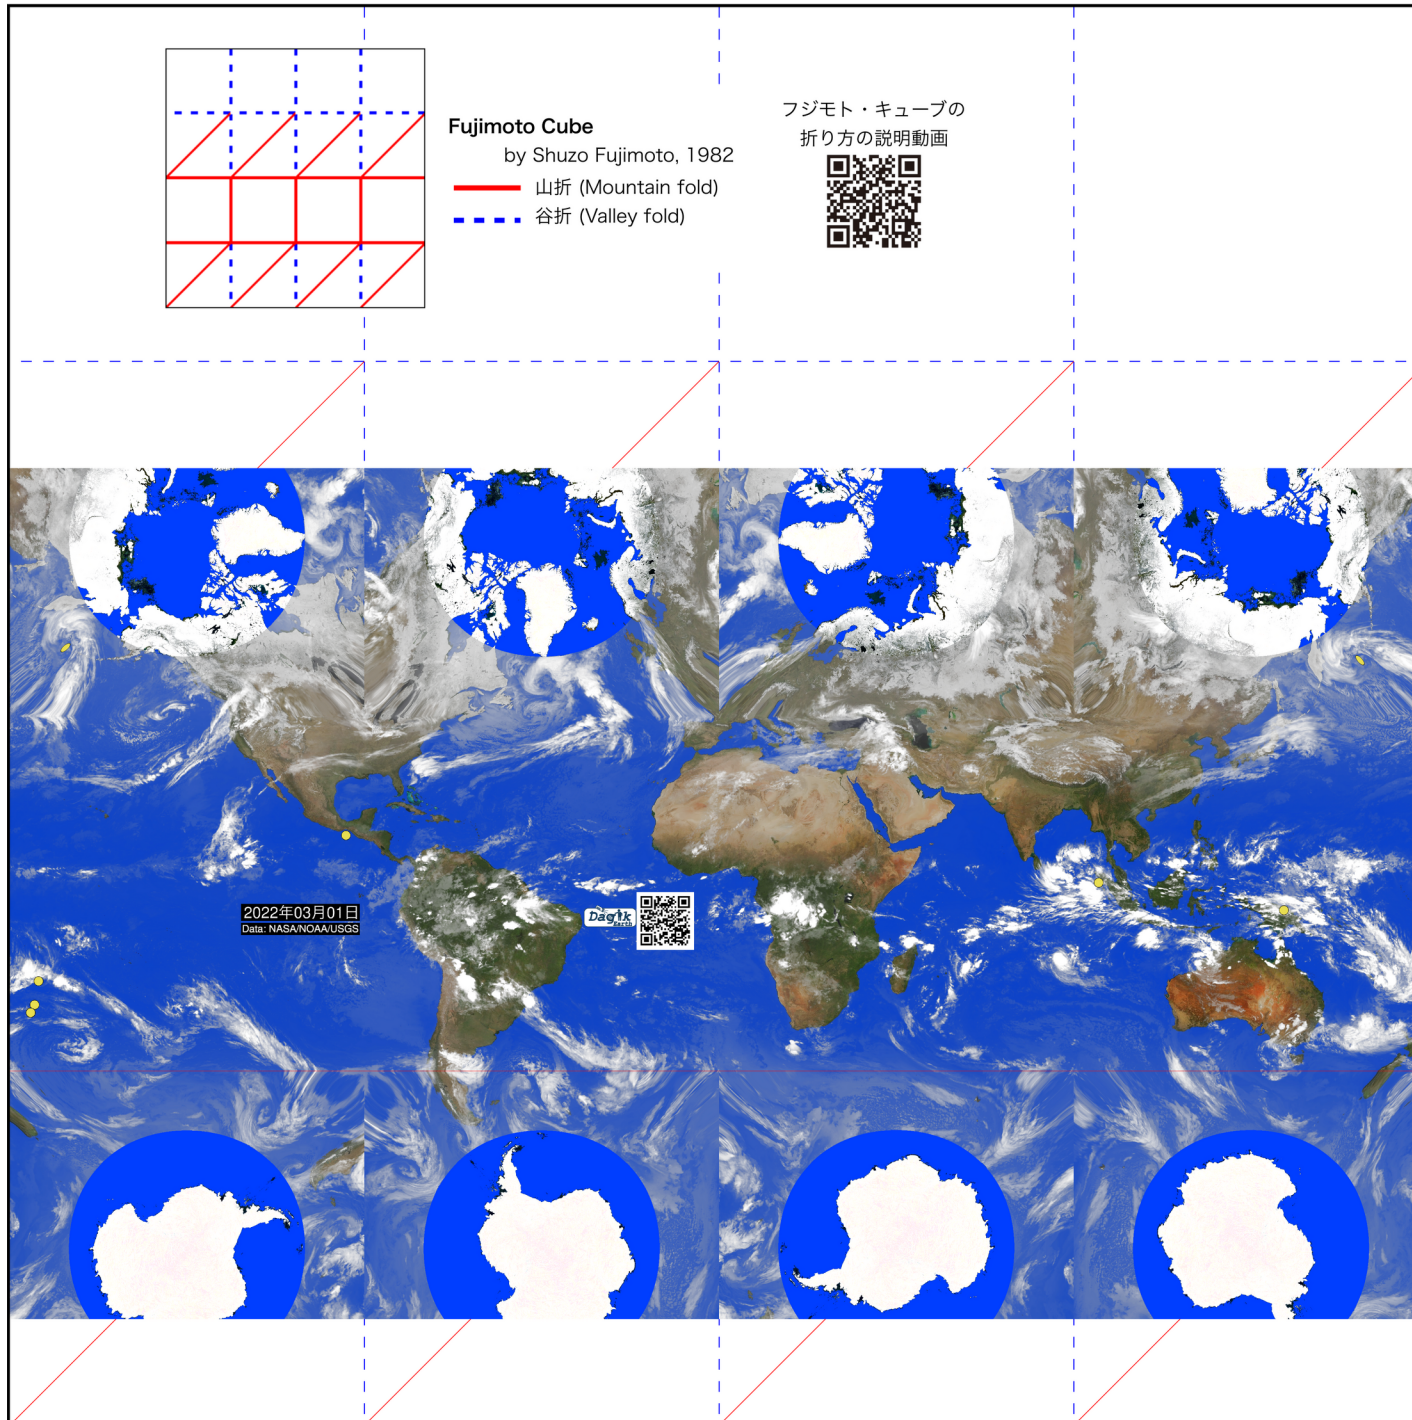 Fujimoto Cube
by Shuzo Fujimoto, 1982
山折 (Mountain fold)
谷折 (Valley fold)
フジモト・キューブの
折り方の説明動画
2022年03月01日
Data: NASA/NOAA/USGS
Dagik
Earth